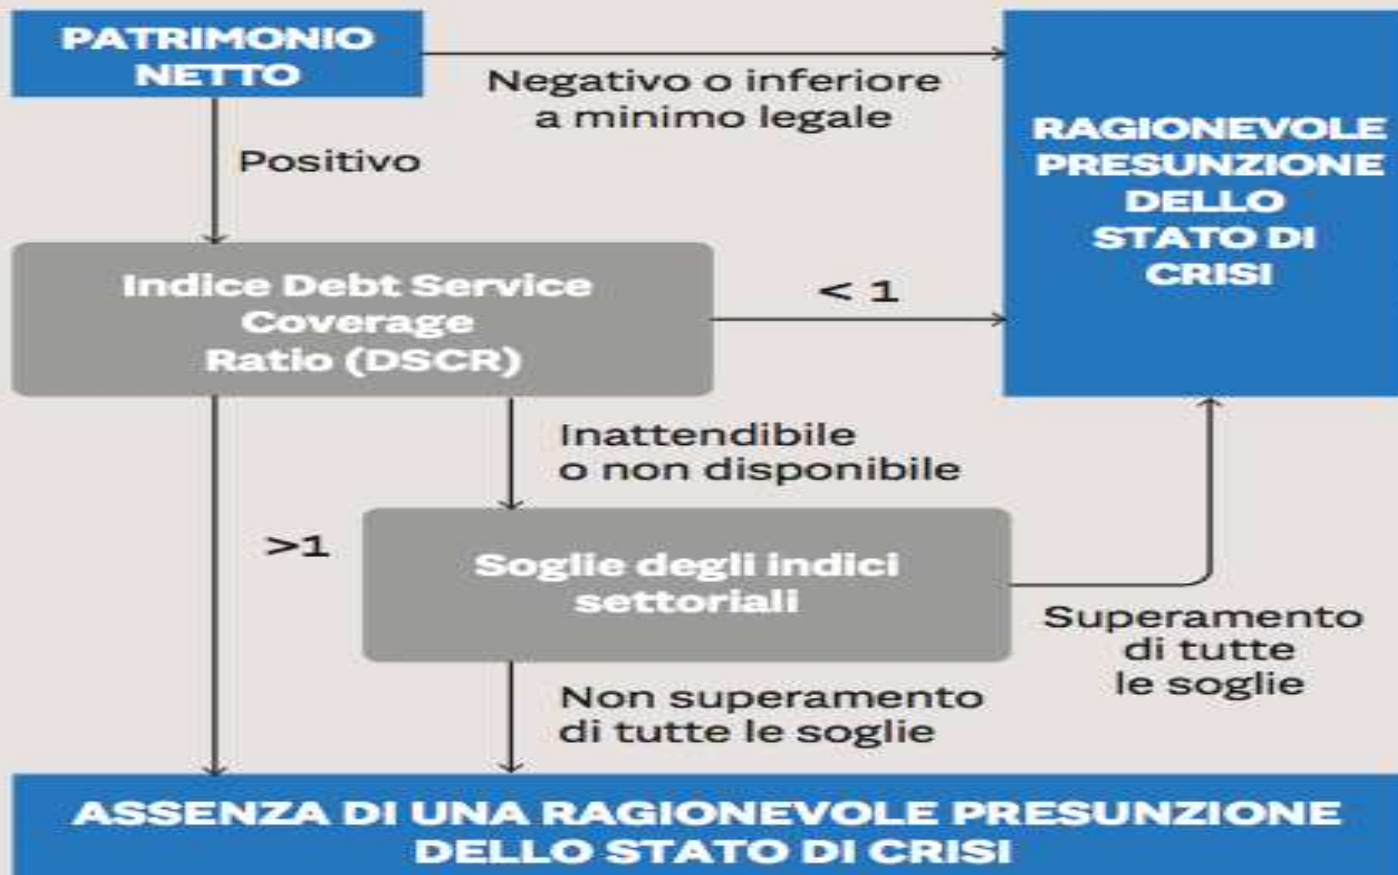 PATRIMONIO
NETTO
Negativo o inferiore
a minimo legale
RAGIONEVOLE
PRESUNZIONE
DELLO
STATO DI
CRISI
Positivo
Indice Debt Service
Coverage
Ratio (DSCR)
< 1
Inattendibile
o non disponibile
>1
Soglie degli indici
settoriali
Superamento
di tutte
le soglie
Non superamento
di tutte le soglie
ASSENZA DI UNA RAGIONEVOLE PRESUNZIONE
DELLO STATO DI CRISI